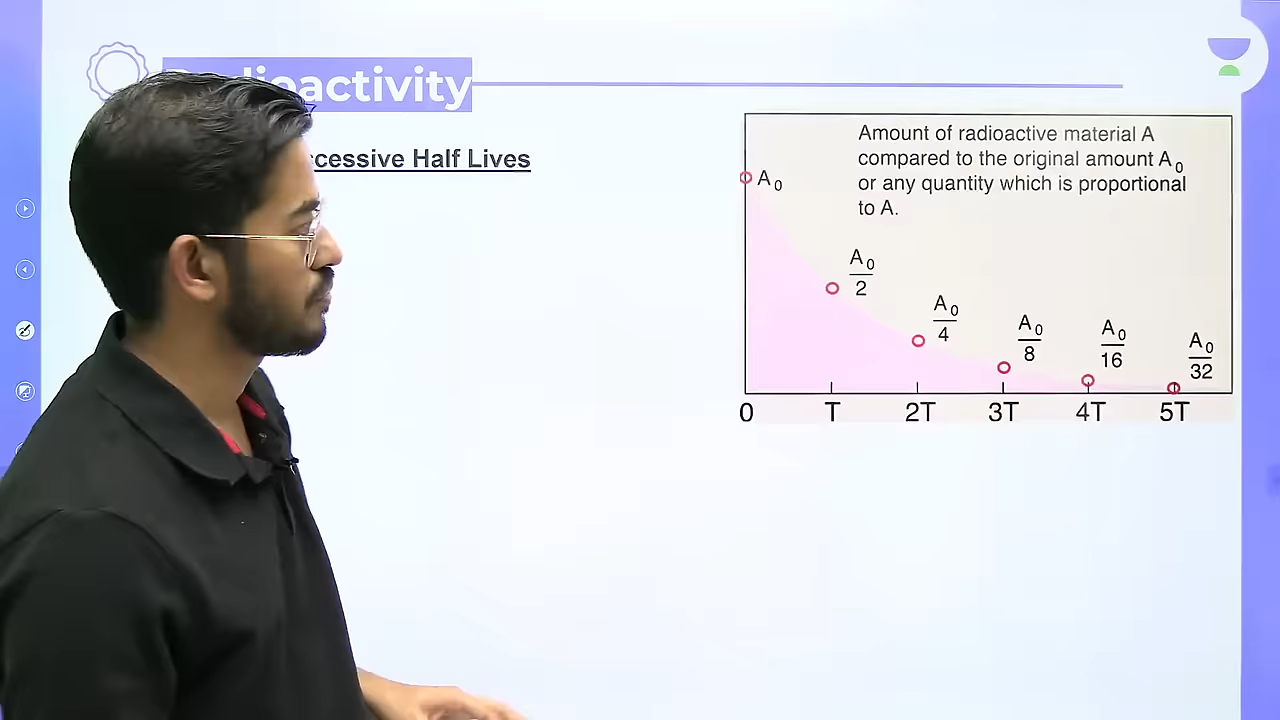 Radioactivity
Successive Half Lives
Amount of radioactive material A
compared to the original amount A₀
or any quantity which is proportional
to A.
A₀
A₀
2
A₀
4
A₀
8
A₀
16
A₀
32
0 T 2T 3T 4T 5T